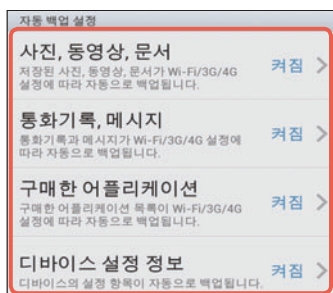 자동 백업 설정
사진, 동영상, 문서
켜짐
저장된 사진, 동영상, 문서가 Wi-Fi/3G/4G
설정에 따라 자동으로 백업됩니다.
통화기록, 메시지
켜짐
통화기록과 메시지가 Wi-Fi/3G/4G 설정에
따라 자동으로 백업됩니다.
구매한 어플리케이션
켜짐
구매한 어플리케이션 목록이 Wi-Fi/3G/4G
설정에 따라 자동으로 백업됩니다.
디바이스 설정 정보
켜짐
디바이스의 설정 항목이 자동으로 백업됩니다.